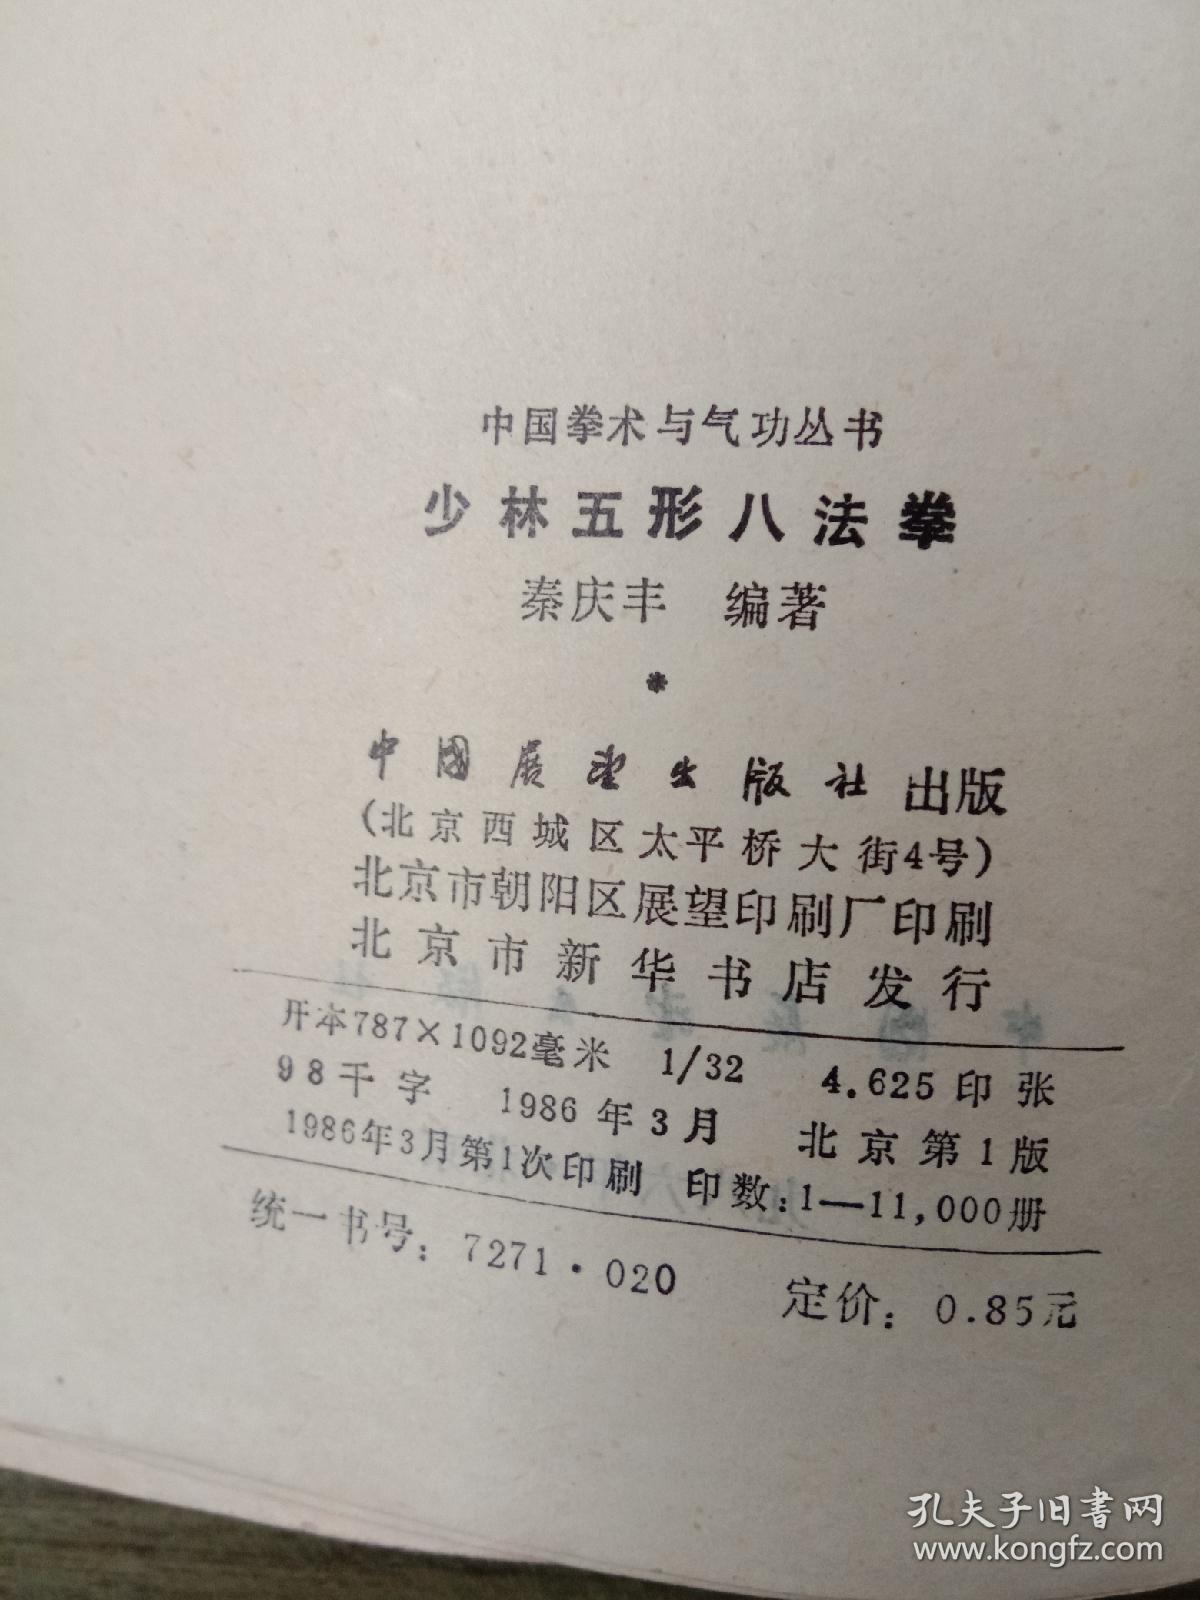 中国拳术与气功丛书
少林五形八法拳
秦庆丰 编著
*
中国展望出版社 出版
(北京西城区太平桥大街4号)
北京市朝阳区展望印刷厂印刷
北京市新华书店发行
开本787×1092毫米 1/32 4.625印张
98千字 1986年3月 北京第1版
1986年3月第1次印刷 印数:1—11,000册
统一书号:7271·020 定价:0.85元
孔夫子旧书网
www.kongfz.com